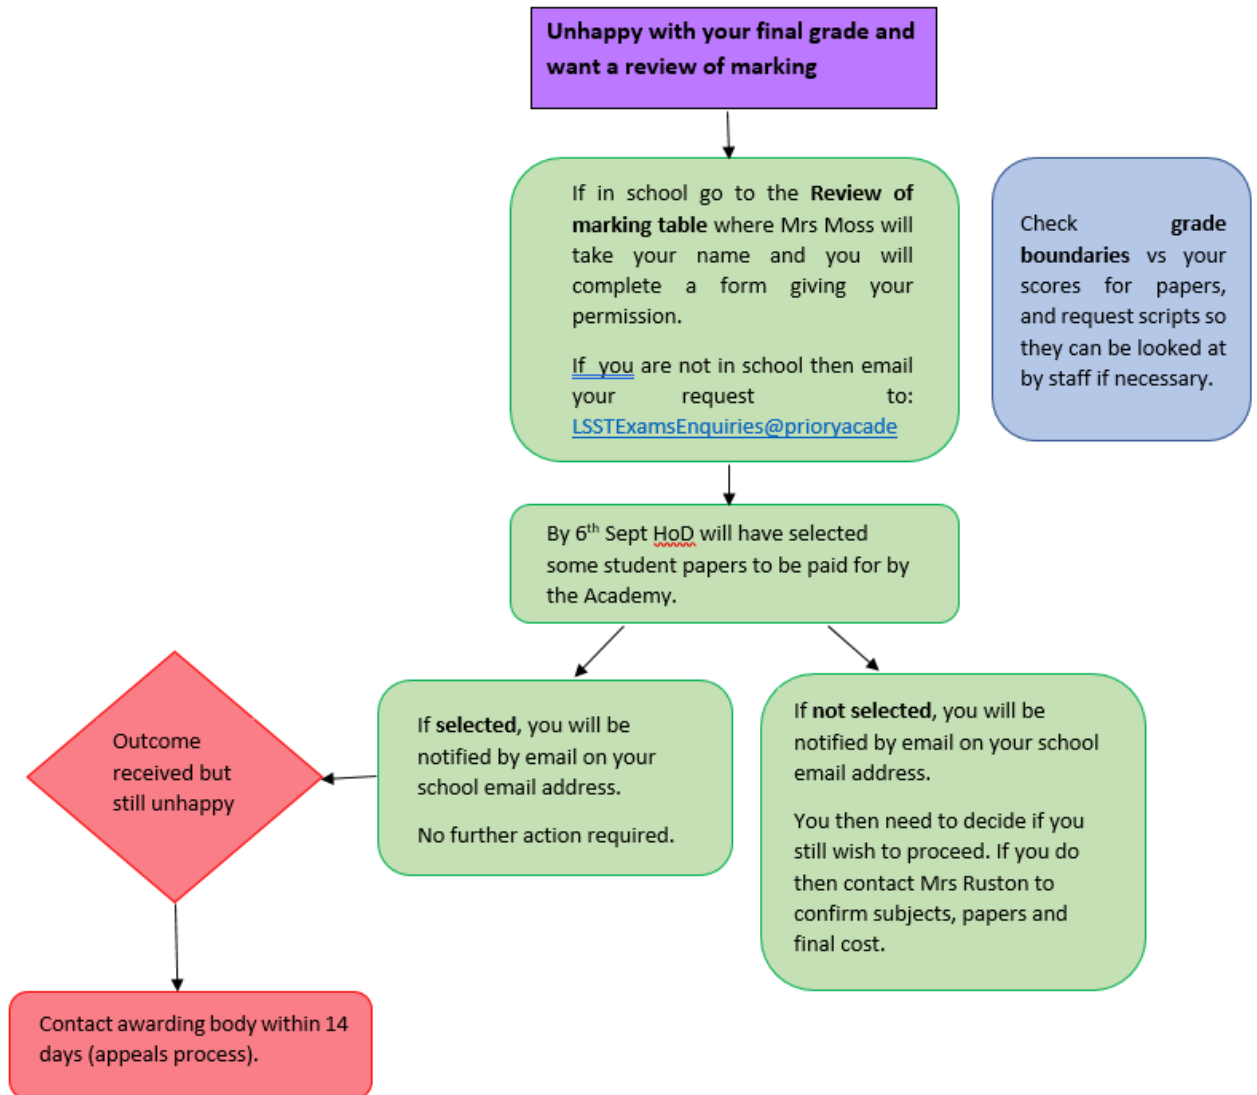 Unhappy with your final grade and
want a review of marking
If in school go to the Review of
marking table where Mrs Moss will
take your name and you will
complete a form giving your
permission.
If you are not in school then email
your request to:
LSSTExamsEnquiries@prioryacade
Check grade
boundaries vs your
scores for papers,
and request scripts so
they can be looked at
by staff if necessary.
By 6th Sept HoD will have selected
some student papers to be paid for by
the Academy.
If selected, you will be
notified by email on your
school email address.
No further action required.
If not selected, you will be
notified by email on your school
email address.
You then need to decide if you
still wish to proceed. If you do
then contact Mrs Ruston to
confirm subjects, papers and
final cost.
Outcome
received but
still unhappy
Contact awarding body within 14
days (appeals process).